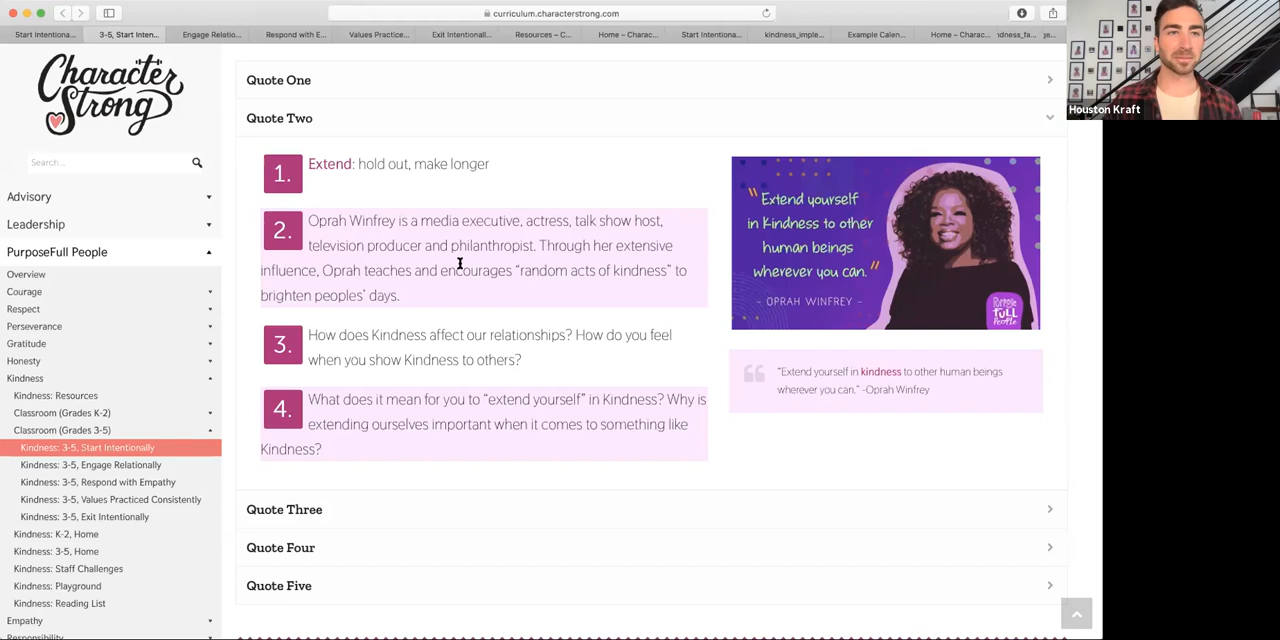 curriculum.characterstrong.com
Start Intentiona...
3-5, Start Inten...
Engage Relatio...
Respond with E...
Values Practice...
Exit Intentionall...
Resources – C...
Home – Charac...
Start Intentiona...
kindness_imple...
Example Calen...
Home – Charac...
ndness_fa...
Houston Kraft
Character
Strong
Search...
Advisory
Leadership
PurposeFull People
Overview
Courage
Respect
Perseverance
Gratitude
Honesty
Kindness
Kindness: Resources
Classroom (Grades K-2)
Classroom (Grades 3-5)
Kindness: 3-5, Start Intentionally
Kindness: 3-5, Engage Relationally
Kindness: 3-5, Respond with Empathy
Kindness: 3-5, Values Practiced Consistently
Kindness: 3-5, Exit Intentionally
Kindness: K-2, Home
Kindness: 3-5, Home
Kindness: Staff Challenges
Kindness: Playground
Kindness: Reading List
Empathy
Responsibility
Quote One
Quote Two
1. Extend: hold out, make longer
2. Oprah Winfrey is a media executive, actress, talk show host,
television producer and philanthropist. Through her extensive
influence, Oprah teaches and encourages “random acts of kindness” to
brighten peoples’ days.
3. How does Kindness affect our relationships? How do you feel
when you show Kindness to others?
4. What does it mean for you to “extend yourself” in Kindness? Why is
extending ourselves important when it comes to something like
Kindness?
"Extend yourself
in Kindness to other
human beings
wherever you can."
- OPRAH WINFREY -
PURPOSE
FULL
PEOPLE
“Extend yourself in kindness to other human beings
wherever you can.” -Oprah Winfrey
Quote Three
Quote Four
Quote Five